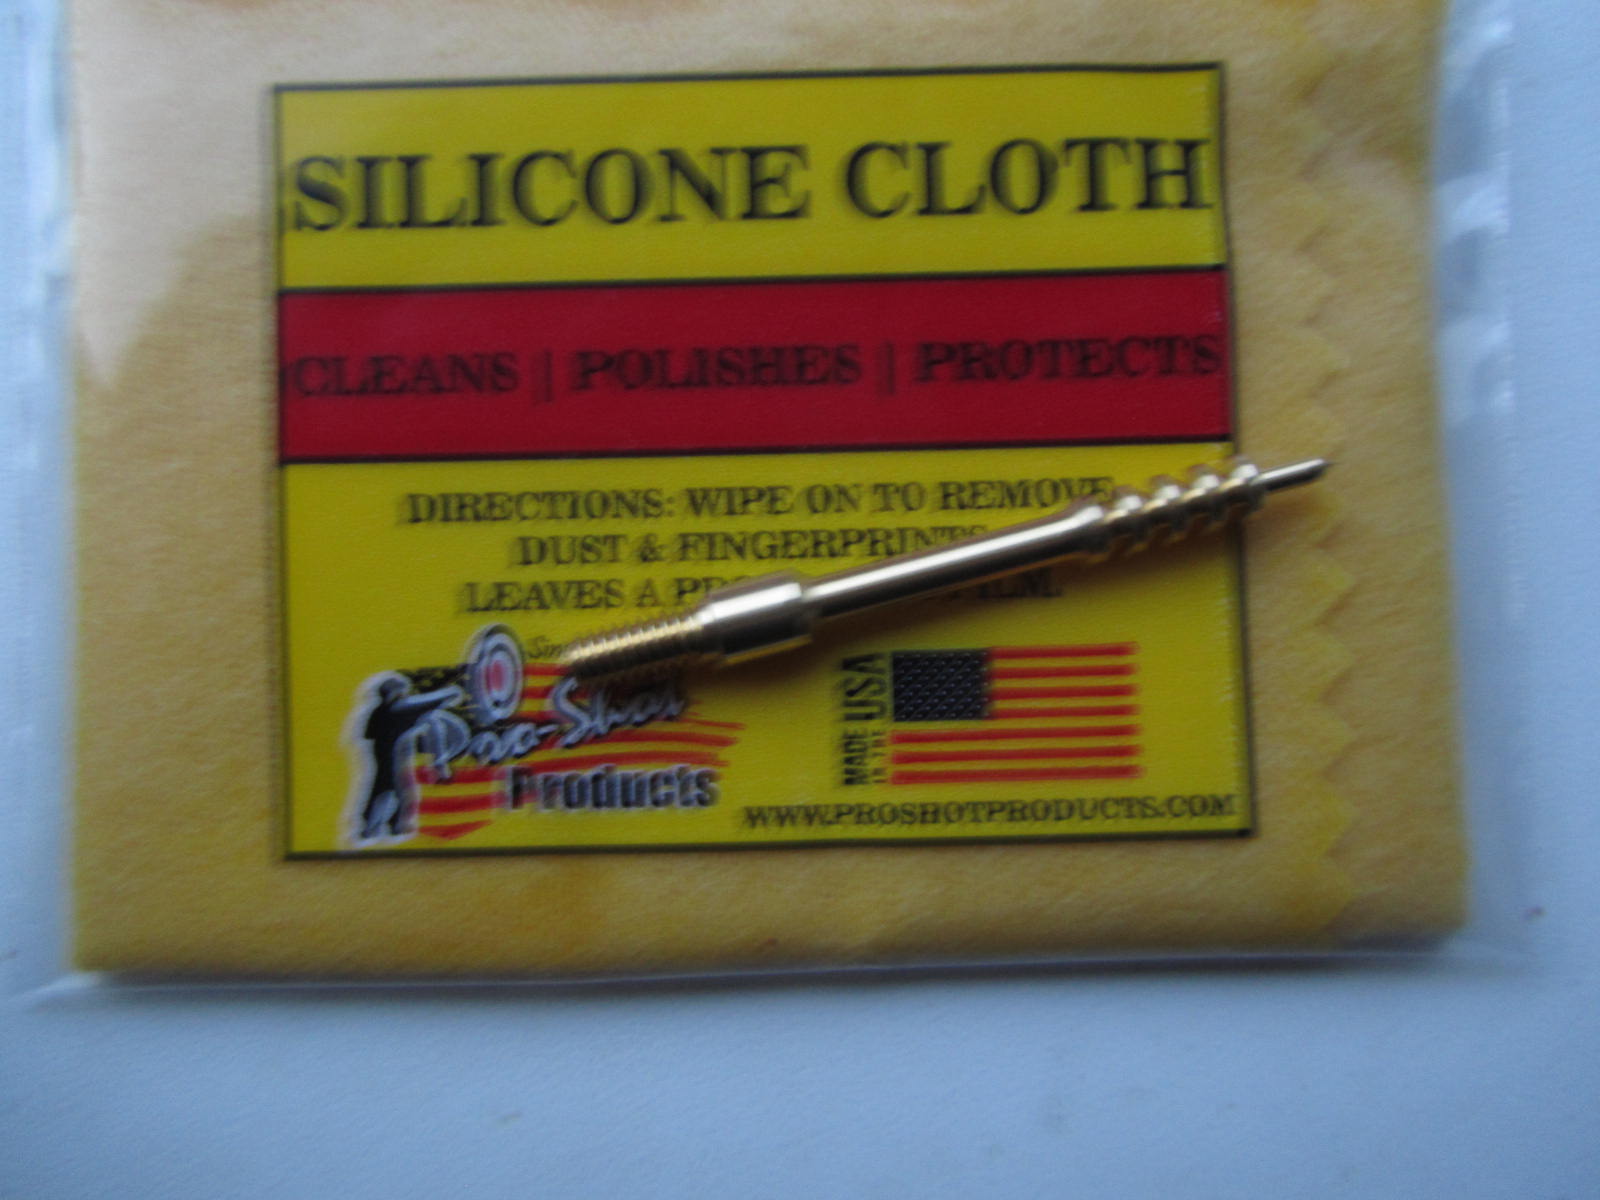 SILICONE CLOTH
CLEANS | POLISHES | PROTECTS
DIRECTIONS: WIPE ON TO REMOVE
DUST & FINGERPRINTS
LEAVES A FILM.
Pro-Shot
Products
MADE
IN THE
USA
WWW.PROSHOTPRODUCTS.COM